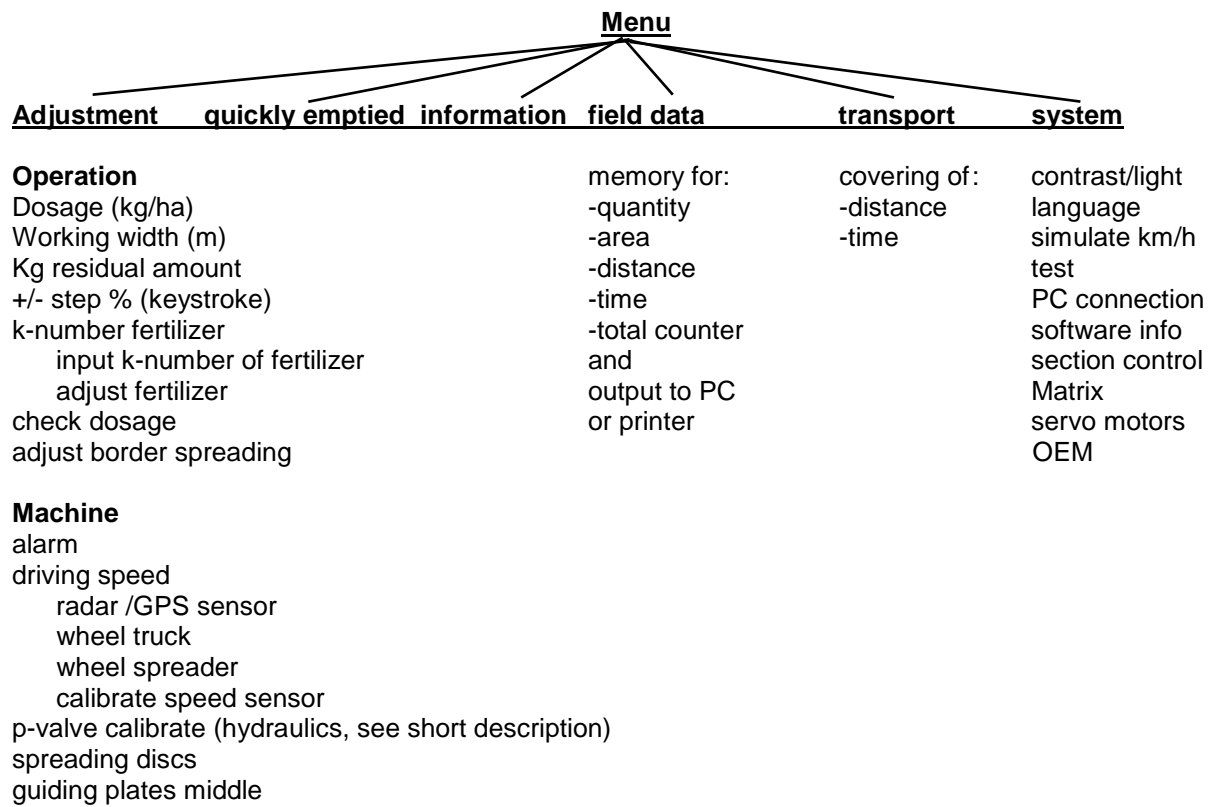 Menu
Adjustment quickly emptied information field data transport system
Operation memory for: covering of: contrast/light
Dosage (kg/ha) -quantity -distance language
Working width (m) -area -time simulate km/h
Kg residual amount -distance test
+/- step % (keystroke) -time PC connection
k-number fertilizer -total counter software info
input k-number of fertilizer and section control
adjust fertilizer output to PC Matrix
check dosage or printer servo motors
adjust border spreading OEM
Machine
alarm
driving speed
radar /GPS sensor
wheel truck
wheel spreader
calibrate speed sensor
p-valve calibrate (hydraulics, see short description)
spreading discs
guiding plates middle